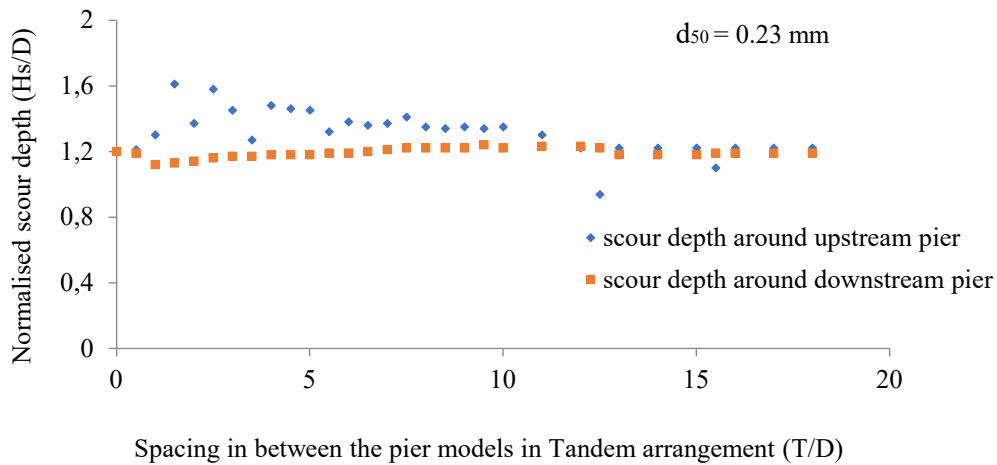 2
d50 = 0.23 mm
1,6
1,2
0,8
0,4
0
Normalised scour depth (Hs/D)
scour depth around upstream pier
scour depth around downstream pier
0
5
10
15
20
Spacing in between the pier models in Tandem arrangement (T/D)